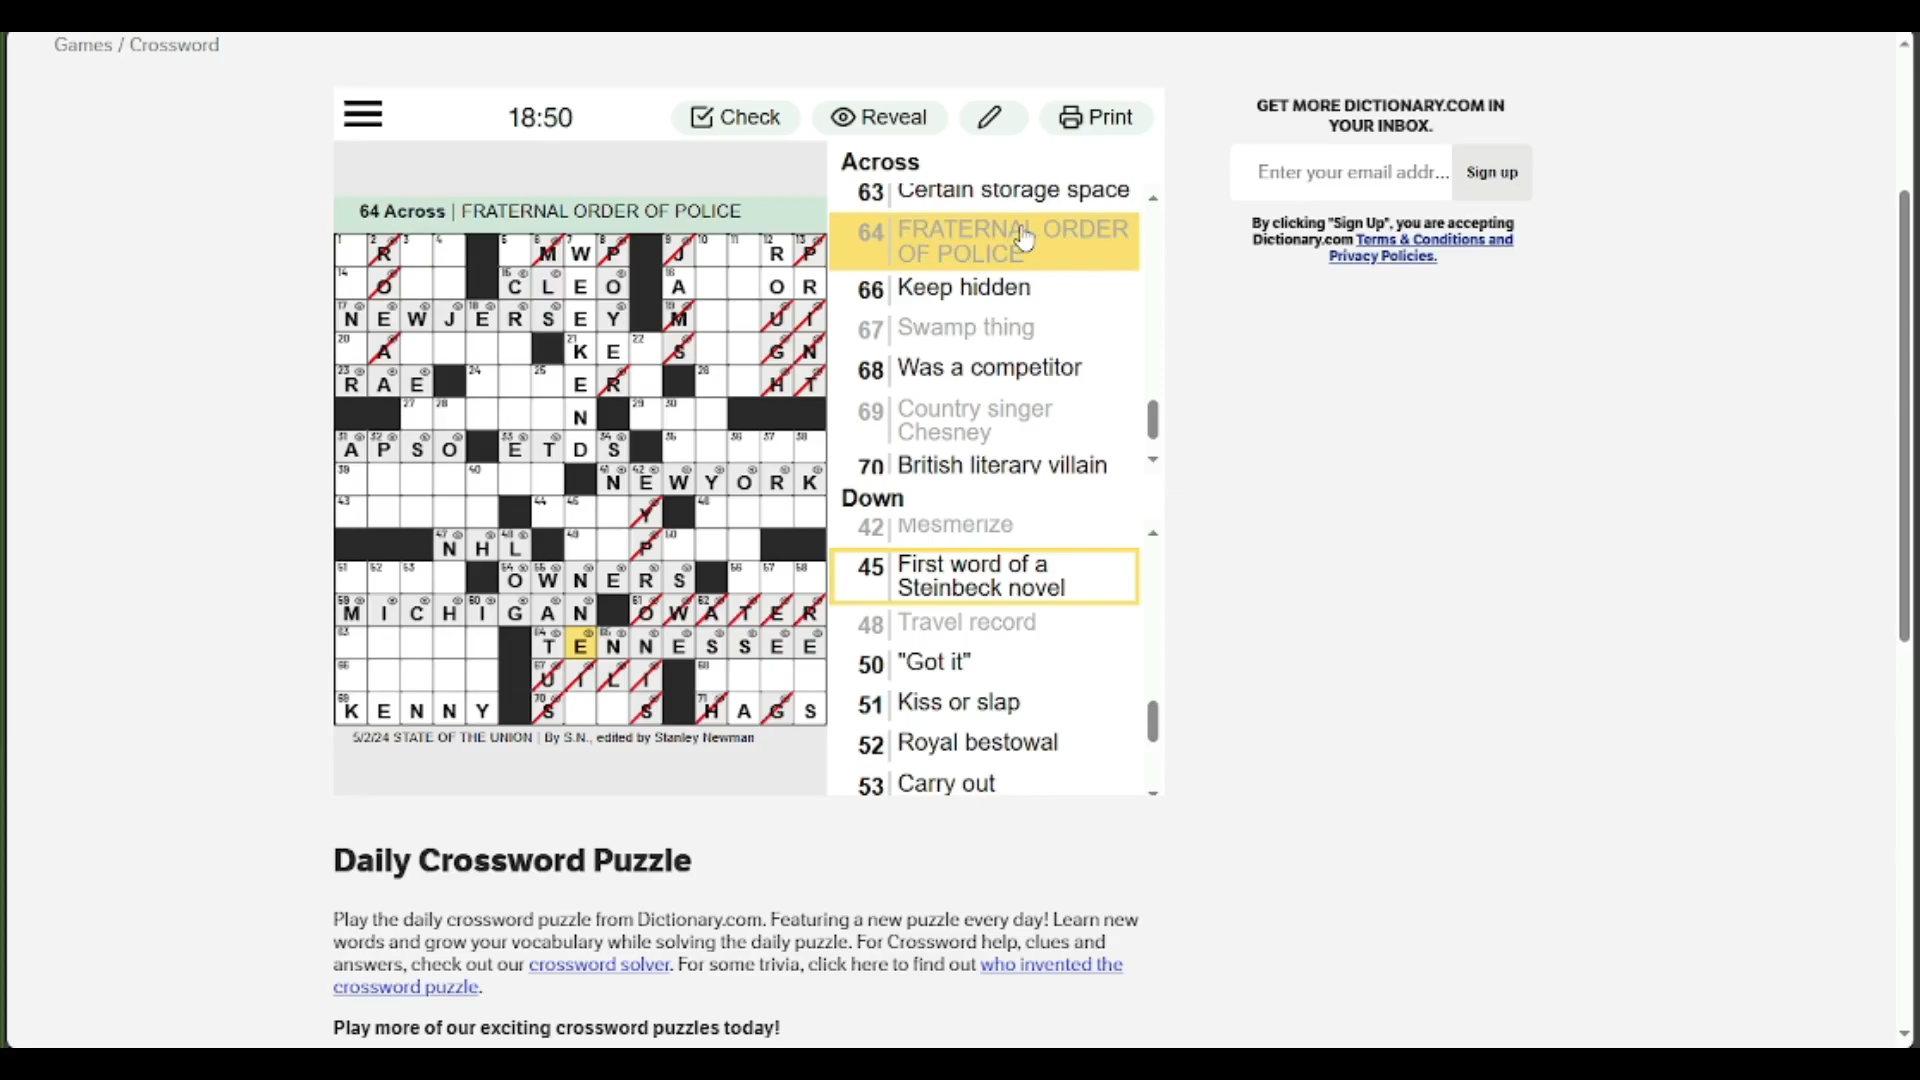 Games / Crossword
18:50
Check
Reveal
Print
64 Across | FRATERNAL ORDER OF POLICE
Across
63 Certain storage space
64 FRATERNAL ORDER
OF POLICE
66 Keep hidden
67 Swamp thing
68 Was a competitor
69 Country singer
Chesney
70 British literary villain
Down
42 Mesmerize
45 First word of a
Steinbeck novel
48 Travel record
50 "Got it"
51 Kiss or slap
52 Royal bestowal
53 Carry out
R M W P J R P
O C L E O A O R
N E W J E R S E Y M U I
A K E S G N
R A E E R H T
N
A P S O E T D S
N E W Y O R K
Y
N H L P
O W N E R S
M I C H I G A N O W A T E R
T E N N E S S E E
U I L I
K E N N Y S S H A G S
5/2/24 STATE OF THE UNION | By S.N., edited by Stanley Newman
GET MORE DICTIONARY.COM IN
YOUR INBOX.
Enter your email addr...
Sign up
By clicking "Sign Up", you are accepting
Dictionary.com Terms & Conditions and
Privacy Policies.
Daily Crossword Puzzle
Play the daily crossword puzzle from Dictionary.com. Featuring a new puzzle every day! Learn new
words and grow your vocabulary while solving the daily puzzle. For Crossword help, clues and
answers, check out our crossword solver. For some trivia, click here to find out who invented the
crossword puzzle.
Play more of our exciting crossword puzzles today!